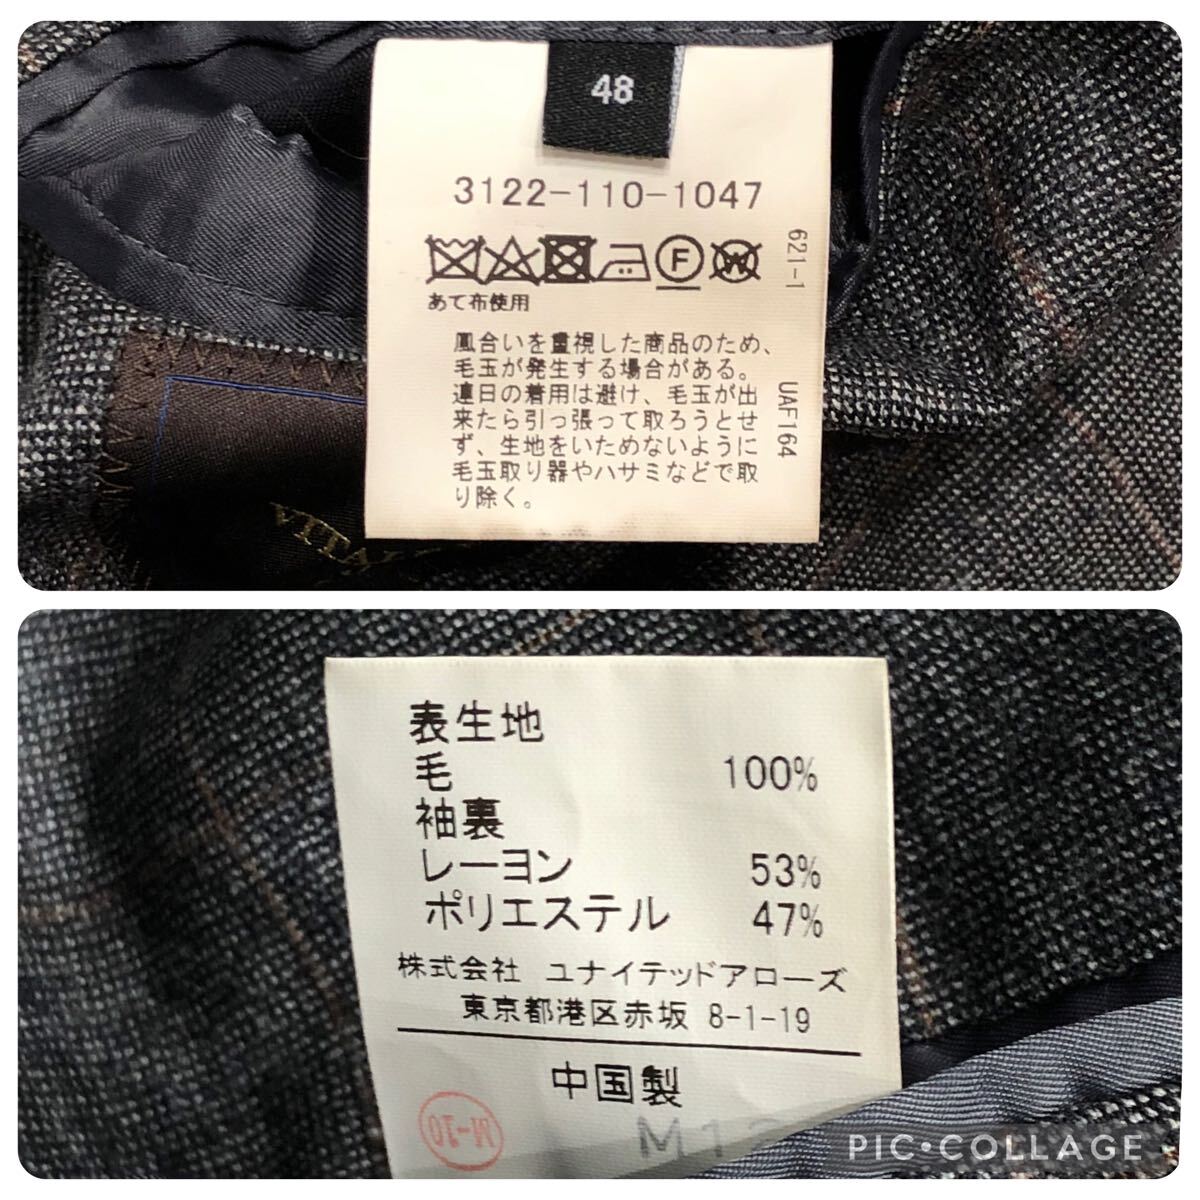 48
3122-110-1047
F
W
あて布使用
621-1
風合いを重視した商品のため、
毛玉が発生する場合がある。
連日の着用は避け、毛玉が出
来たら引っ張って取ろうとせ
ず、生地をいためないように
毛玉取り器やハサミなどで取
り除く。
UAF164
VITAL
表生地
毛 100%
袖裏
レーヨン 53%
ポリエステル 47%
株式会社 ユナイテッドアローズ
東京都港区赤坂 8-1-19
中国製
M-10
M12
PIC•COLLAGE